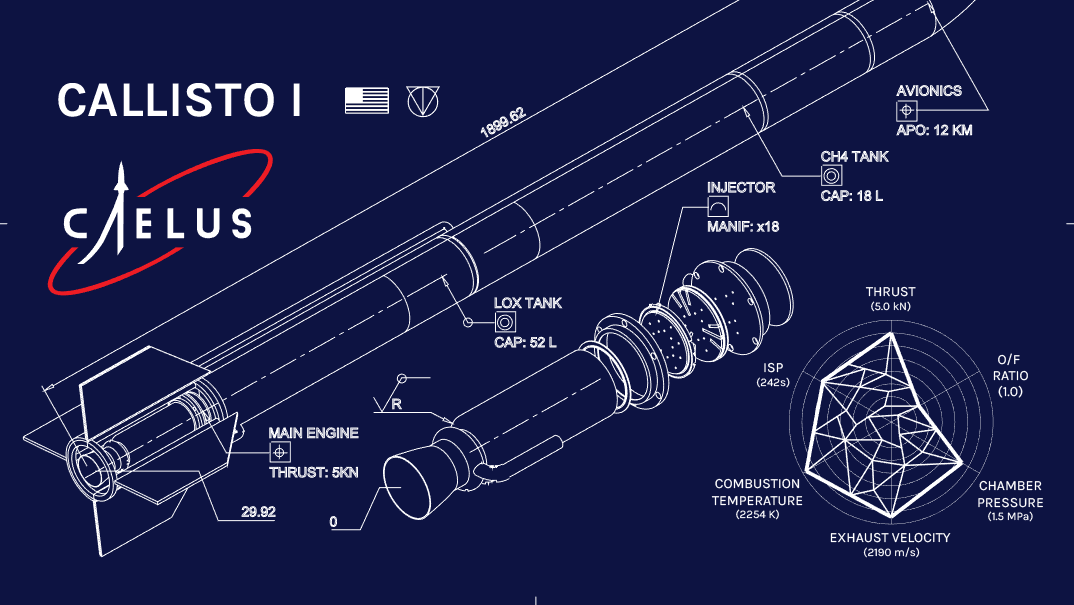 CALLISTO I
CAELUS
1899.62
AVIONICS
APO: 12 KM
CH4 TANK
CAP: 18 L
INJECTOR
MANIF: x18
LOX TANK
CAP: 52 L
R
MAIN ENGINE
THRUST: 5KN
29.92
0
THRUST
(5.0 kN)
O/F
RATIO
(1.0)
CHAMBER
PRESSURE
(1.5 MPa)
EXHAUST VELOCITY
(2190 m/s)
COMBUSTION
TEMPERATURE
(2254 K)
ISP
(242s)